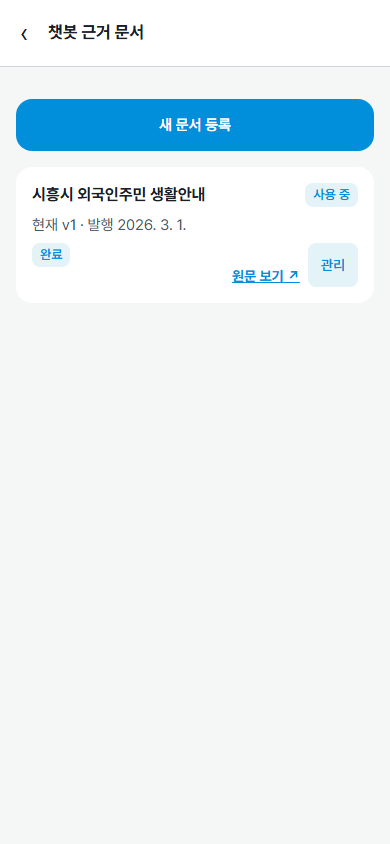 ‹ 챗봇 근거 문서
새 문서 등록
시흥시 외국인주민 생활안내 사용 중
현재 v1 · 발행 2026. 3. 1.
완료
원문 보기 ↗ 관리